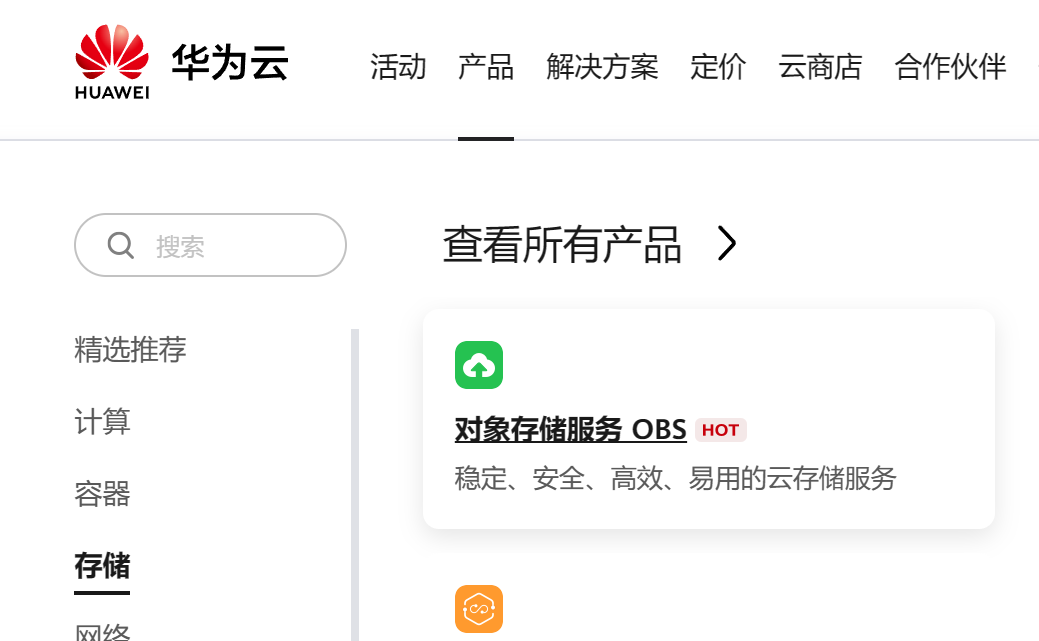 HUAWEI
华为云
活动 产品 解决方案 定价 云商店 合作伙伴
搜索
查看所有产品
精选推荐
计算
容器
存储
网络
对象存储服务 OBS HOT
稳定、安全、高效、易用的云存储服务